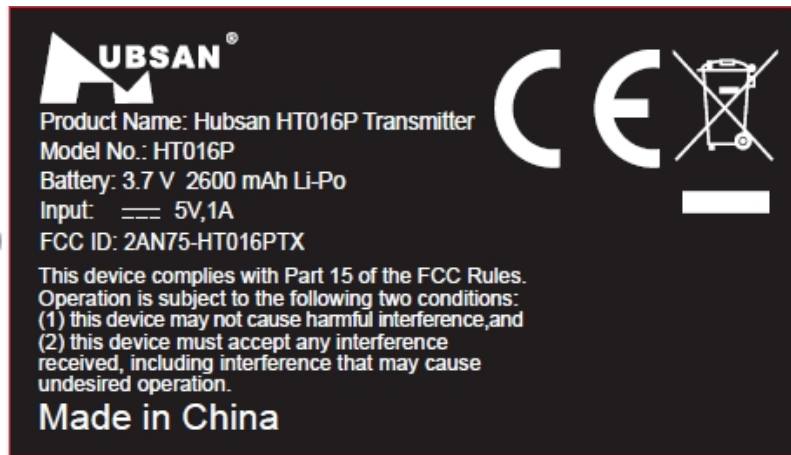 HUBSAN®
Product Name: Hubsan HT016P Transmitter
Model No.: HT016P
Battery: 3.7 V 2600 mAh Li-Po
Input: ⎓ 5V,1A
FCC ID: 2AN75-HT016PTX
This device complies with Part 15 of the FCC Rules.
Operation is subject to the following two conditions:
(1) this device may not cause harmful interference,and
(2) this device must accept any interference
received, including interference that may cause
undesired operation.
Made in China
CE